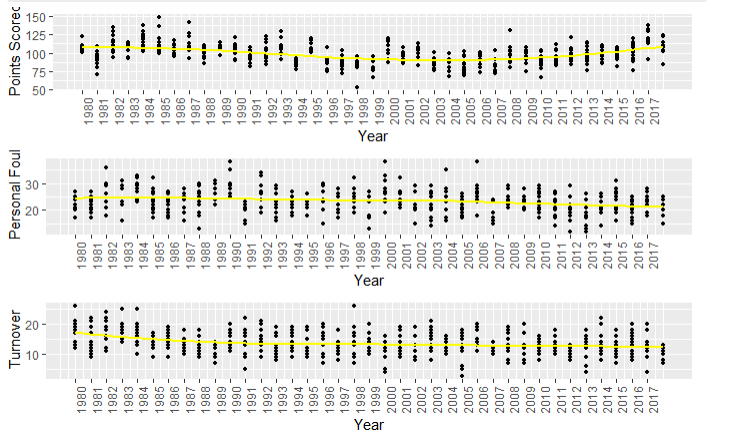 Points Scored
150
125
100
75
50
1980 1981 1982 1983 1984 1985 1986 1987 1988 1989 1990 1991 1992 1993 1994 1995 1996 1997 1998 1999 2000 2001 2002 2003 2004 2005 2006 2007 2008 2009 2010 2011 2012 2013 2014 2015 2016 2017
Year
Personal Foul
30
20
1980 1981 1982 1983 1984 1985 1986 1987 1988 1989 1990 1991 1992 1993 1994 1995 1996 1997 1998 1999 2000 2001 2002 2003 2004 2005 2006 2007 2008 2009 2010 2011 2012 2013 2014 2015 2016 2017
Year
Turnover
20
10
1980 1981 1982 1983 1984 1985 1986 1987 1988 1989 1990 1991 1992 1993 1994 1995 1996 1997 1998 1999 2000 2001 2002 2003 2004 2005 2006 2007 2008 2009 2010 2011 2012 2013 2014 2015 2016 2017
Year